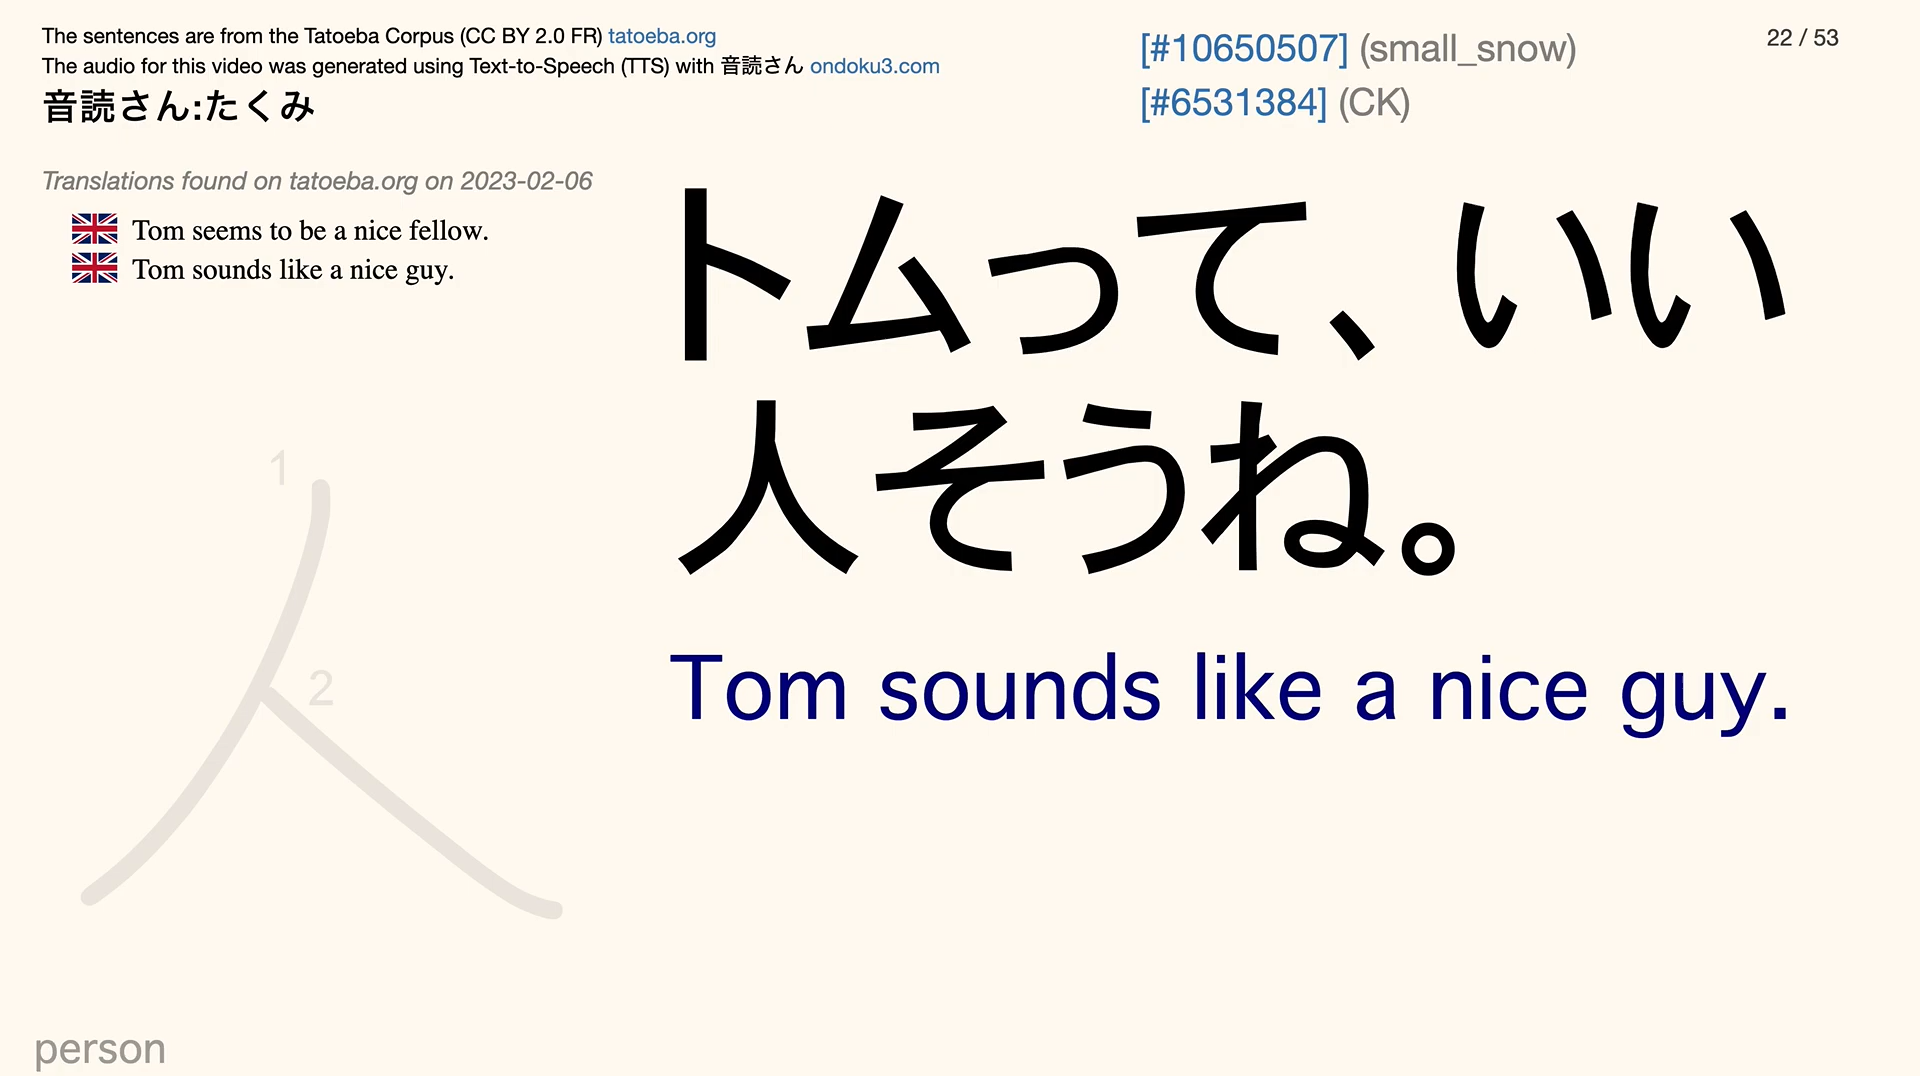 The sentences are from the Tatoeba Corpus (CC BY 2.0 FR) tatoeba.org
The audio for this video was generated using Text-to-Speech (TTS) with 音読さん ondoku3.com
音読さん:たくみ
[#10650507] (small_snow)
[#6531384] (CK)
22 / 53
Translations found on tatoeba.org on 2023-02-06
Tom seems to be a nice fellow.
Tom sounds like a nice guy.
トムって、いい
人そうね。
Tom sounds like a nice guy.
1
2
人
person